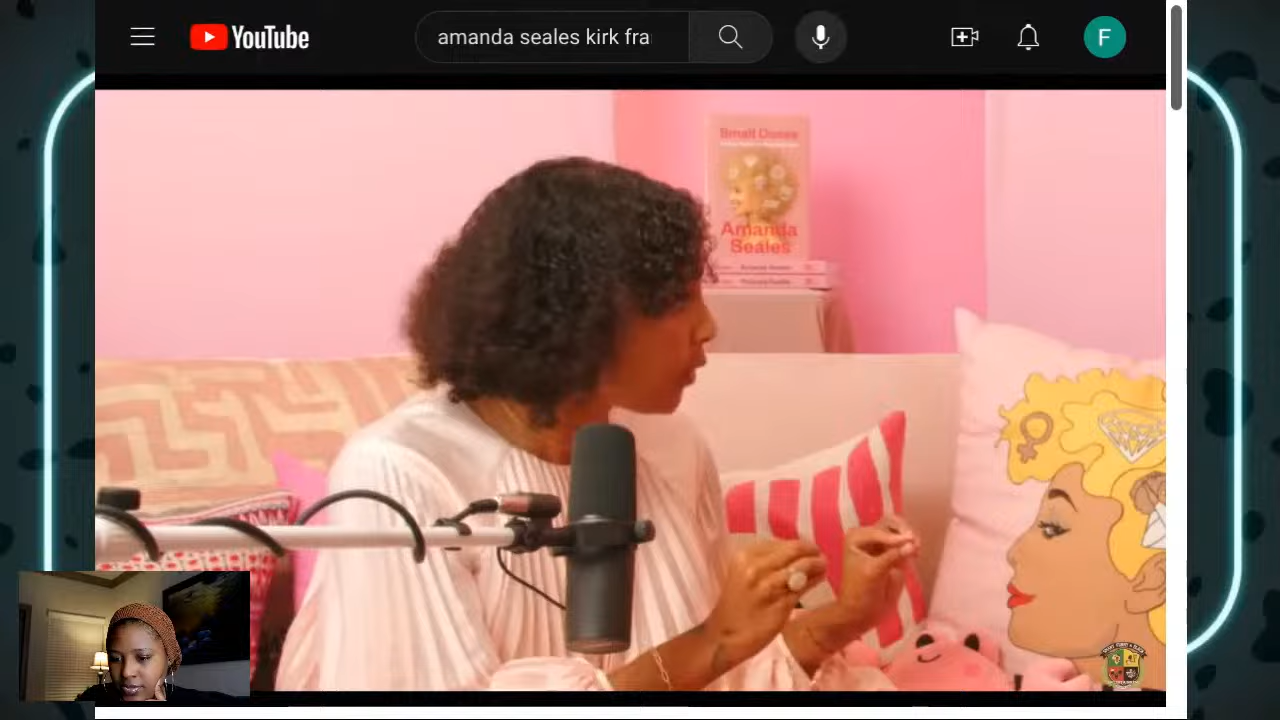 YouTube
amanda seales kirk fra
F
Small Doses
Amanda
Seales